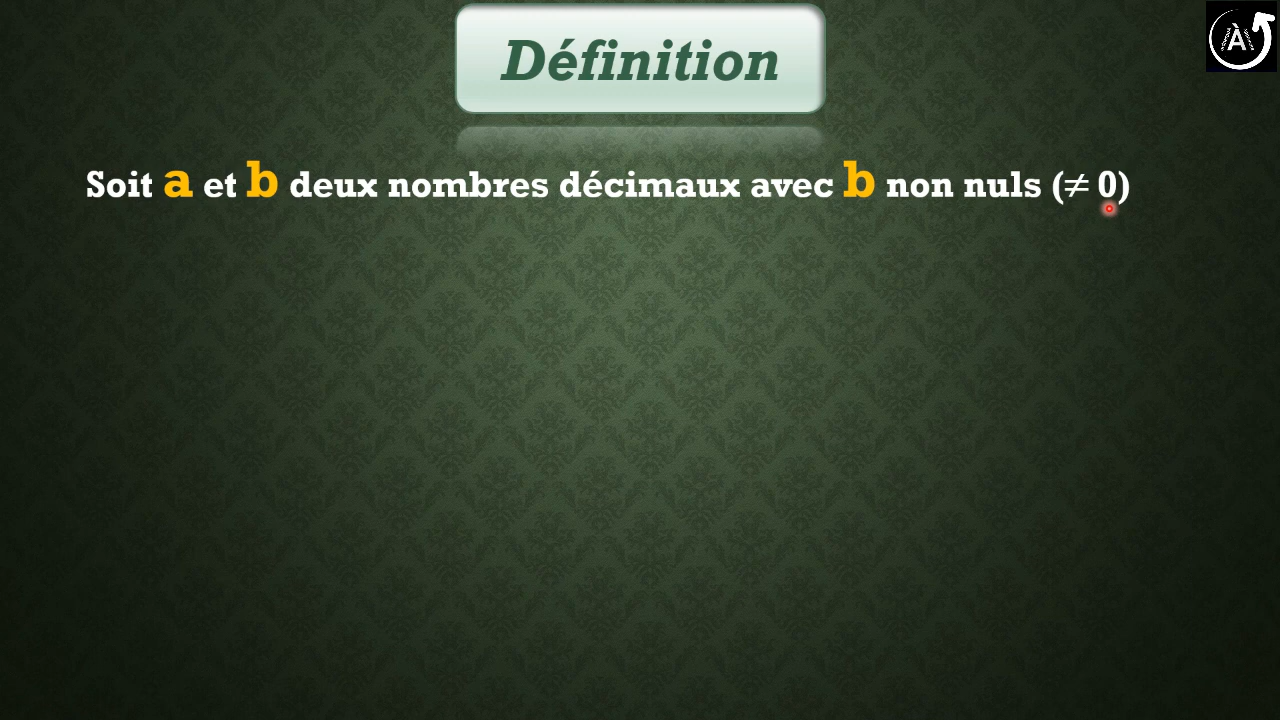 Définition
À
Soit a et b deux nombres décimaux avec b non nuls (≠ 0)